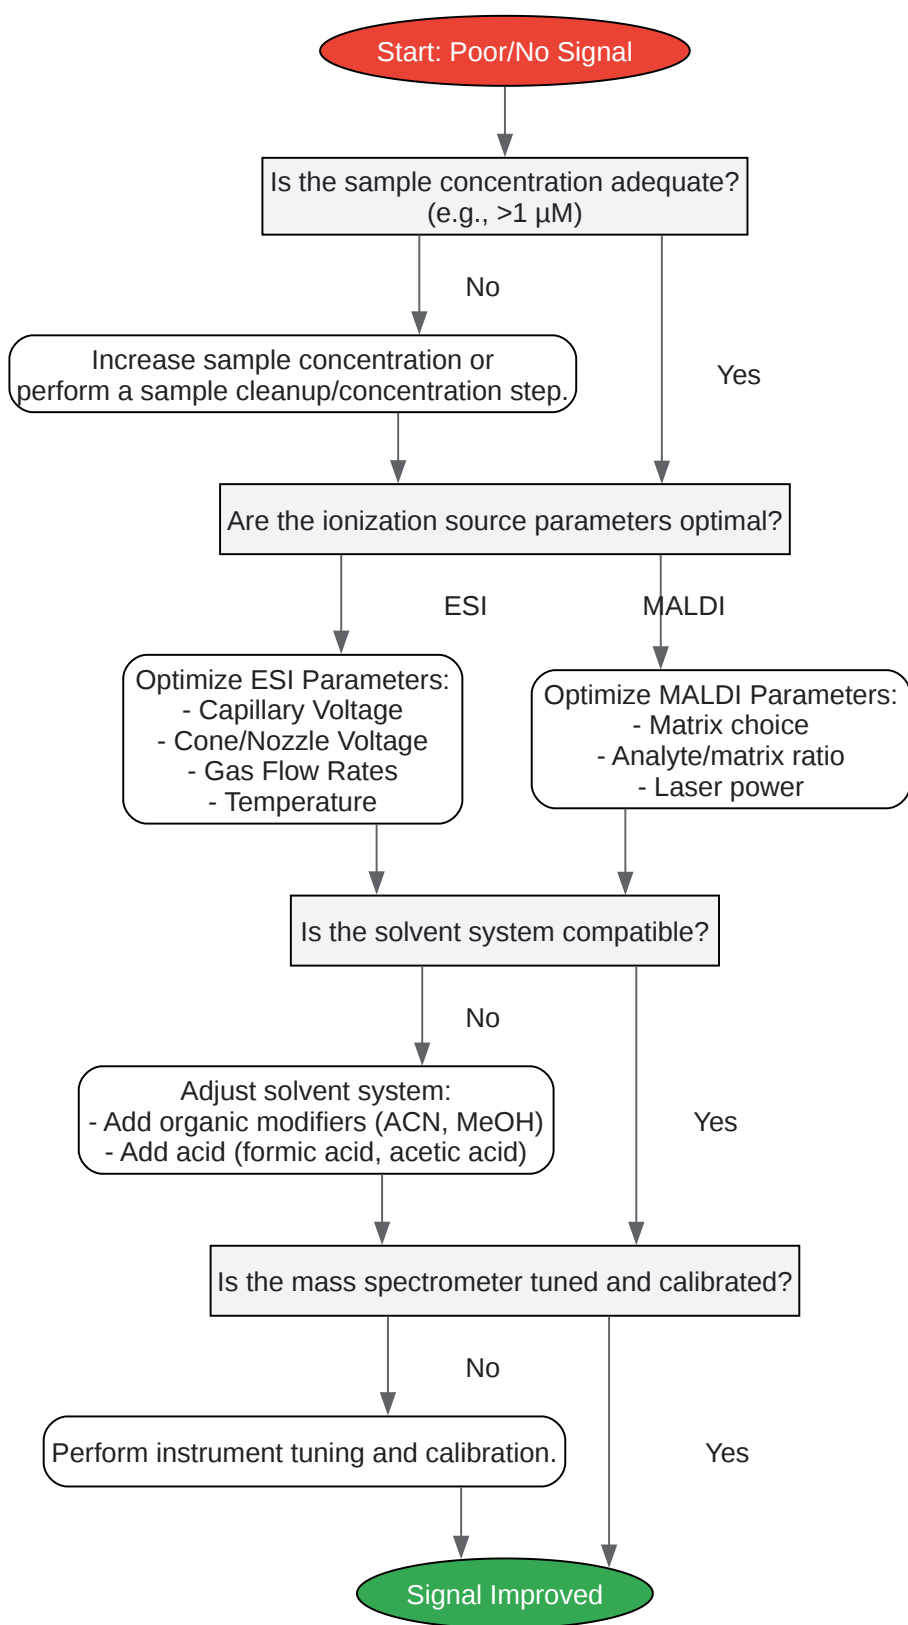 Start: Poor/No Signal
Is the sample concentration adequate?
(e.g., >1 µM)
No
Increase sample concentration or
perform a sample cleanup/concentration step.
Yes
Are the ionization source parameters optimal?
ESI
MALDI
Optimize ESI Parameters:
- Capillary Voltage
- Cone/Nozzle Voltage
- Gas Flow Rates
- Temperature
Optimize MALDI Parameters:
- Matrix choice
- Analyte/matrix ratio
- Laser power
Is the solvent system compatible?
No
Adjust solvent system:
- Add organic modifiers (ACN, MeOH)
- Add acid (formic acid, acetic acid)
Yes
Is the mass spectrometer tuned and calibrated?
No
Perform instrument tuning and calibration.
Yes
Signal Improved